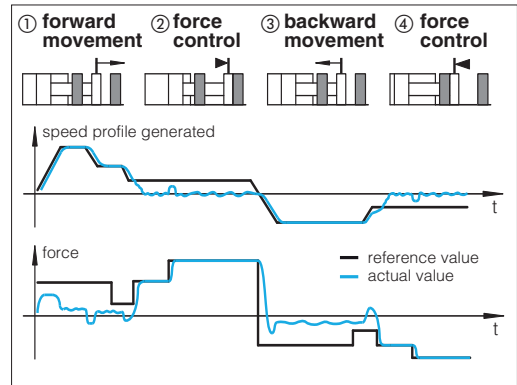 ① forward movement
② force control
③ backward movement
④ force control
speed profile generated
t
force
reference value
actual value
t